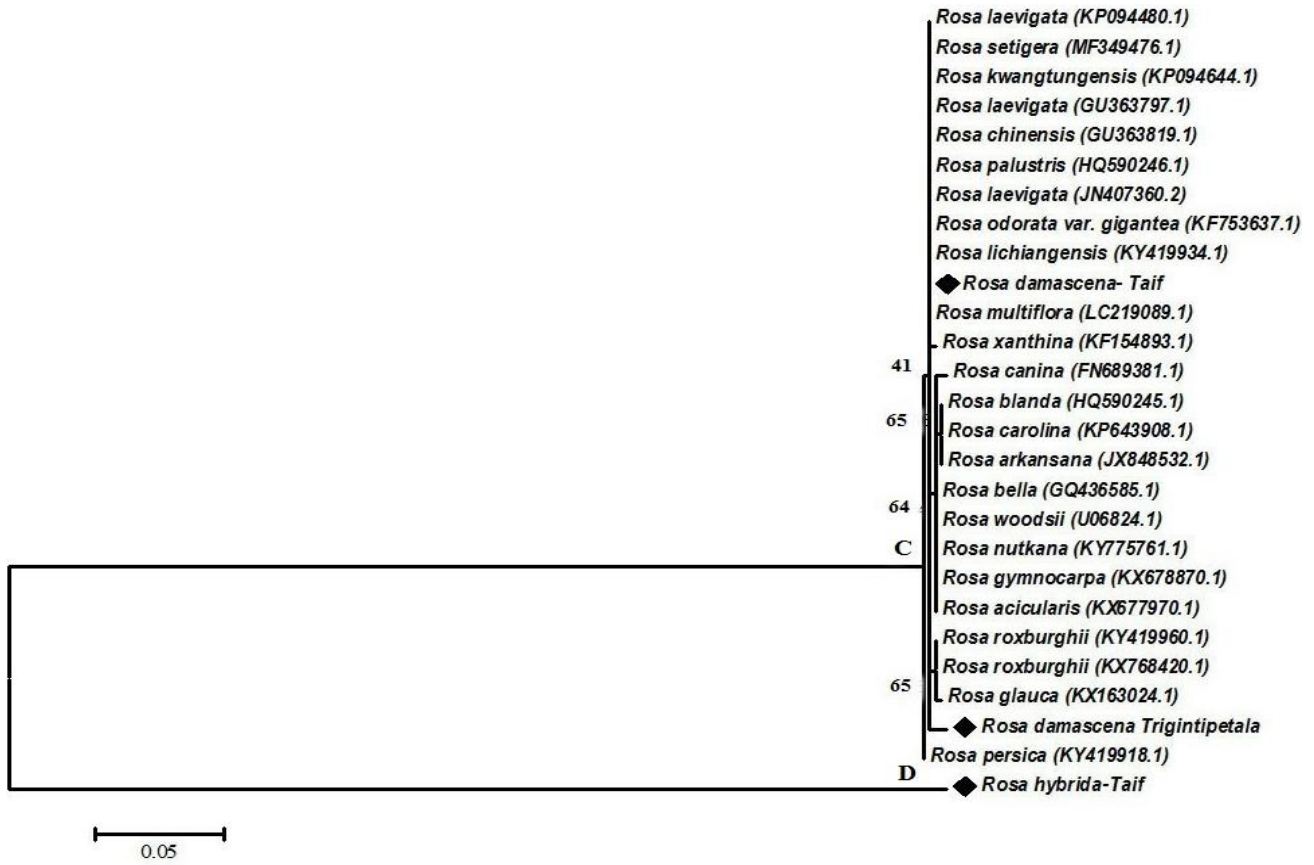 Rosa laevigata (KP094480.1)
Rosa setigera (MF349476.1)
Rosa kwangtungensis (KP094644.1)
Rosa laevigata (GU363797.1)
Rosa chinensis (GU363819.1)
Rosa palustris (HQ590246.1)
Rosa laevigata (JN407360.2)
Rosa odorata var. gigantea (KF753637.1)
Rosa lichiangensis (KY419934.1)
Rosa damascena- Taif
Rosa multiflora (LC219089.1)
Rosa xanthina (KF154893.1)
41
Rosa canina (FN689381.1)
Rosa blanda (HQ590245.1)
65
Rosa carolina (KP643908.1)
Rosa arkansana (JX848532.1)
Rosa bella (GQ436585.1)
64
Rosa woodsii (U06824.1)
C
Rosa nutkana (KY775761.1)
Rosa gymnocarpa (KX678870.1)
Rosa acicularis (KX677970.1)
Rosa roxburghii (KY419960.1)
Rosa roxburghii (KX768420.1)
65
Rosa glauca (KX163024.1)
Rosa damascena Trigintipetala
Rosa persica (KY419918.1)
D
Rosa hybrida-Taif
0.05